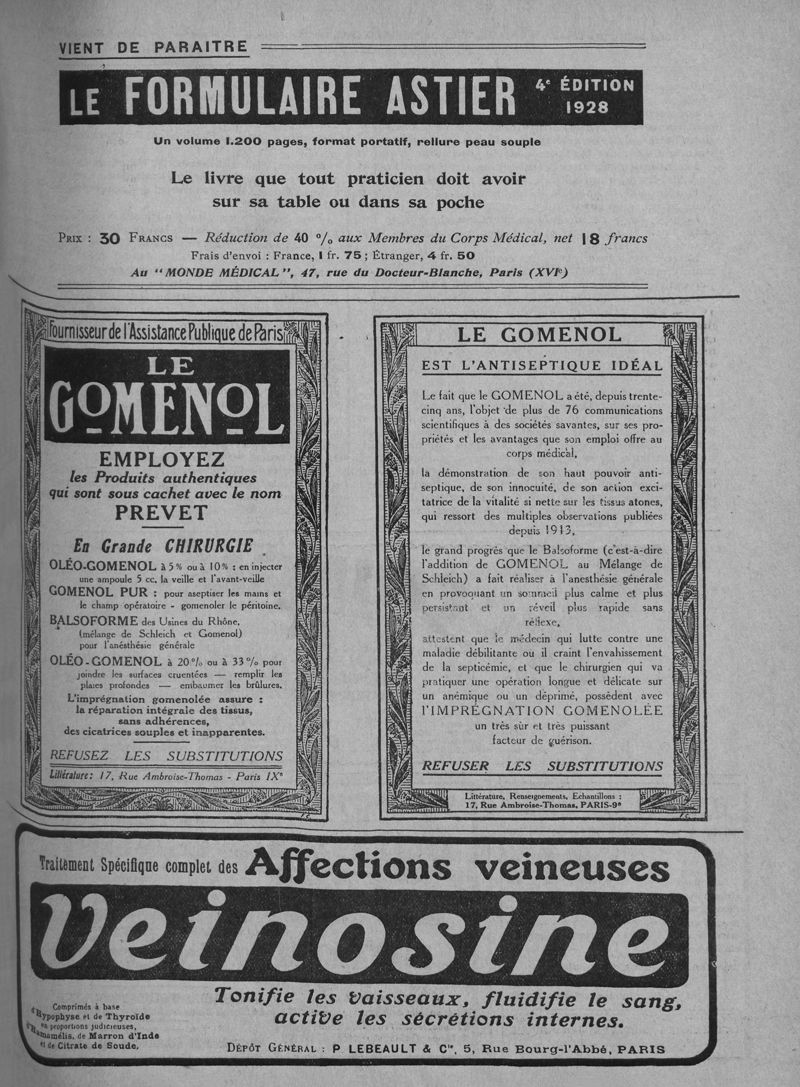 VIENT DE PARAITRE
LE FORMULAIRE ASTIER 4e ÉDITION 1928
Un volume 1.200 pages, format portatif, reliure peau souple
Le livre que tout praticien doit avoir
sur sa table ou dans sa poche
PRIX : 30 FRANCS — Réduction de 40 % aux Membres du Corps Médical, net 18 francs
Frais d'envoi : France, 1 fr. 75 ; Étranger, 4 fr. 50
Au "MONDE MÉDICAL", 47, rue du Docteur-Blanche, Paris (XVIe)
Fournisseur de l'Assistance Publique de Paris
LE
GOMENOL
EMPLOYEZ
les Produits authentiques
qui sont sous cachet avec le nom
PREVET
En Grande CHIRURGIE
OLÉO-GOMENOL à 5 % ou à 10 % : en injecter
une ampoule 5 cc. la veille et l'avant-veille
GOMENOL PUR : pour aseptiser les mains et
le champ opératoire - gomenoler le péritoine.
BALSOFORME des Usines du Rhône.
(mélange de Schleich et Gomenol)
pour l'anésthésie générale
OLÉO-GOMENOL à 20 % ou à 33 % pour
joindre les surfaces cruentées — remplir les
plaies profondes — embaumer les brûlures.
L'imprégnation gomenolée assure :
la réparation intégrale des tissus,
sans adhérences,
des cicatrices souples et inapparentes.
REFUSEZ LES SUBSTITUTIONS
Littérature : 17, Rue Ambroise-Thomas - Paris IXe
LE GOMENOL
EST L'ANTISEPTIQUE IDÉAL
Le fait que le GOMENOL a été, depuis trente-
cinq ans, l'objet de plus de 76 communications
scientifiques à des sociétés savantes, sur ses pro-
priétés et les avantages que son emploi offre au
corps médical,
la démonstration de son haut pouvoir anti-
septique, de son innocuité, de son action exci-
tatrice de la vitalité si nette sur les tissus atones,
qui ressort des multiples observations publiées
depuis 1913,
le grand progrès que le Balsoforme (c'est-à-dire
l'addition de GOMENOL au Mélange de
Schleich) a fait réaliser à l'anesthésie générale
en provoquant un sommeil plus calme et plus
persistant et un réveil plus rapide sans
réflexe,
attestent que le médecin qui lutte contre une
maladie débilitante ou il craint l'envahissement
de la septicémie, et que le chirurgien qui va
pratiquer une opération longue et délicate sur
un anémique ou un déprimé, possèdent avec
l'IMPRÉGNATION GOMENOLÉE
un très sûr et très puissant
facteur de guérison.
REFUSER LES SUBSTITUTIONS
Littérature, Renseignements, Echantillons :
17, Rue Ambroise-Thomas, PARIS-9e
Traitement Spécifique complet des Affections veineuses
Veinosine
Comprimés à base
d'Hypophyse et de Thyroïde
en proportions judicieuses,
d'Hamamélis, de Marron d'Inde
et de Citrate de Soude.
Tonifie les vaisseaux, fluidifie le sang,
active les sécrétions internes.
DÉPÔT GÉNÉRAL : P LEBEAULT & Cie, 5, Rue Bourg-l'Abbé, PARIS